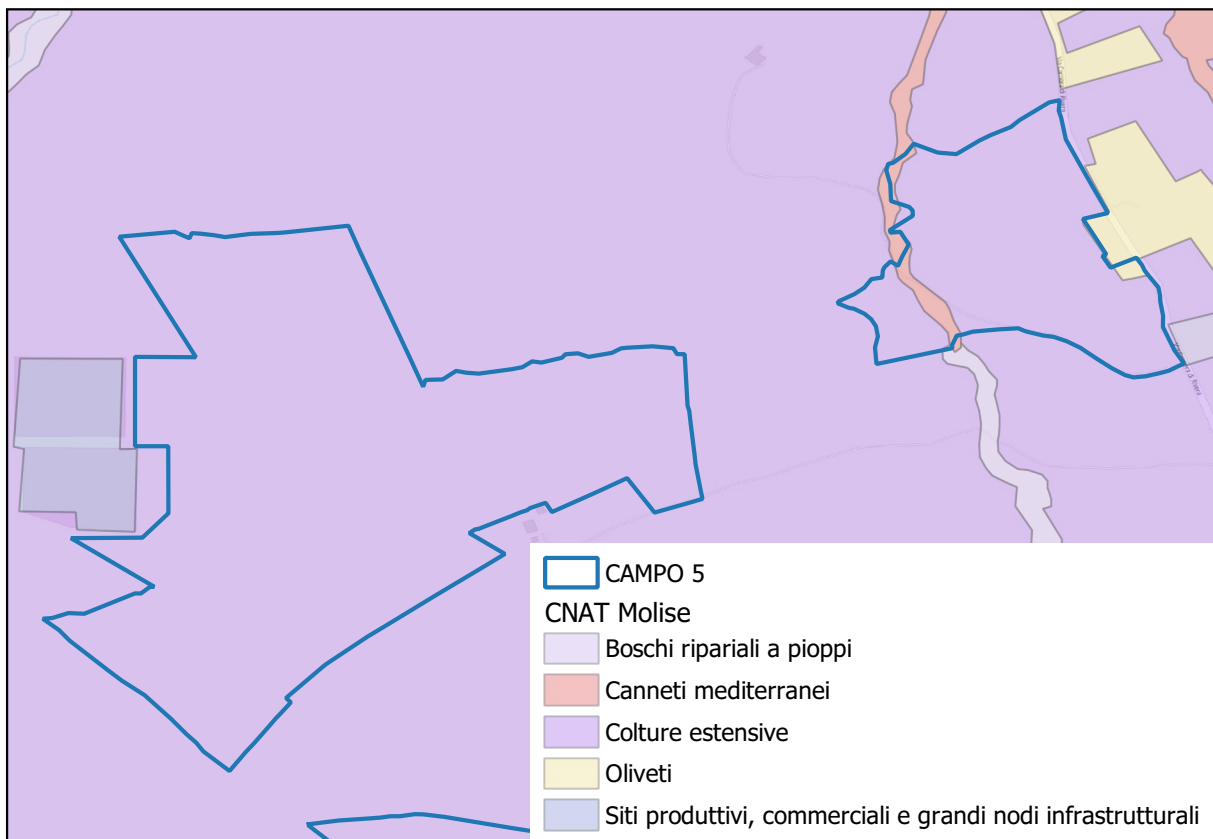 CAMPO 5
CNAT Molise
Boschi ripariali a pioppi
Canneti mediterranei
Colture estensive
Oliveti
Siti produttivi, commerciali e grandi nodi infrastrutturali